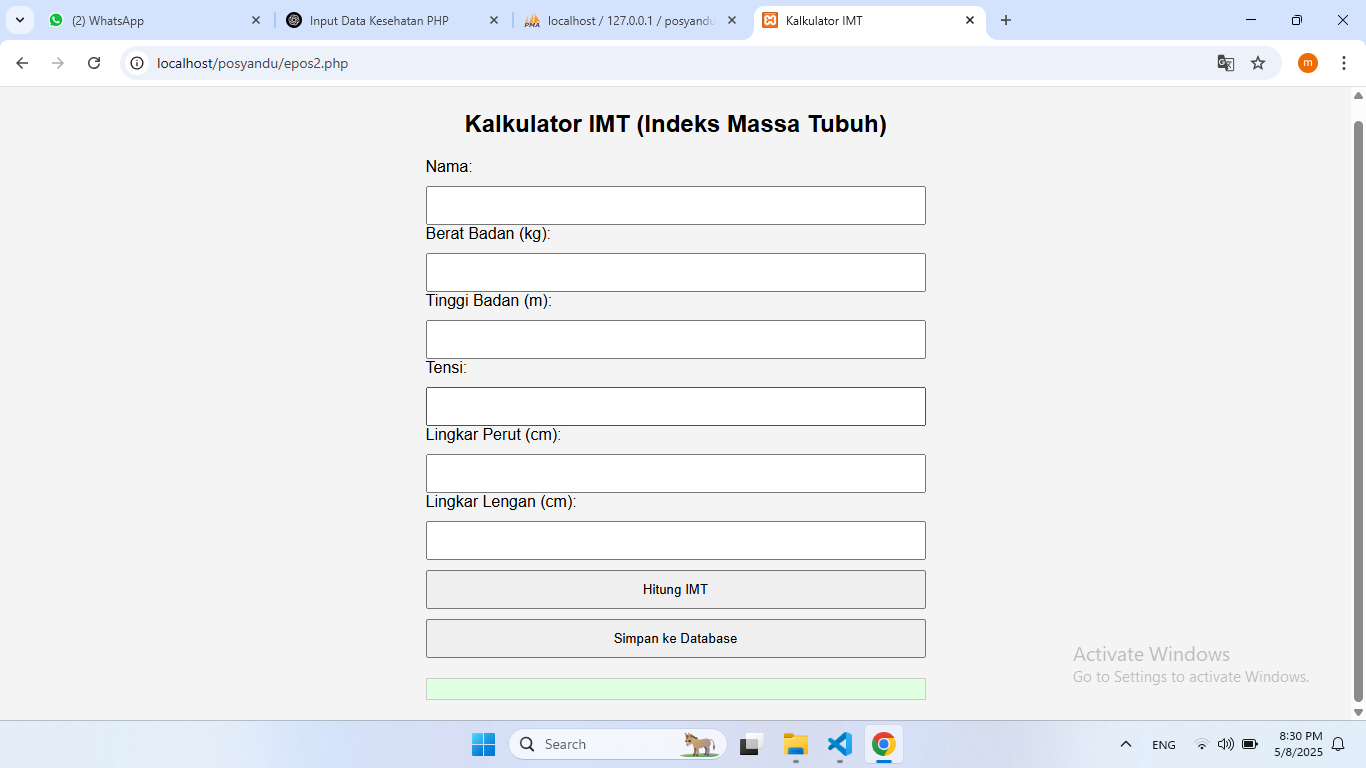 (2) WhatsApp
Input Data Kesehatan PHP
PMA
localhost / 127.0.0.1 / posyandu
Kalkulator IMT
localhost/posyandu/epos2.php
m
Kalkulator IMT (Indeks Massa Tubuh)
Nama:
Berat Badan (kg):
Tinggi Badan (m):
Tensi:
Lingkar Perut (cm):
Lingkar Lengan (cm):
Hitung IMT
Simpan ke Database
Activate Windows
Go to Settings to activate Windows.
Search
ENG
8:30 PM
5/8/2025